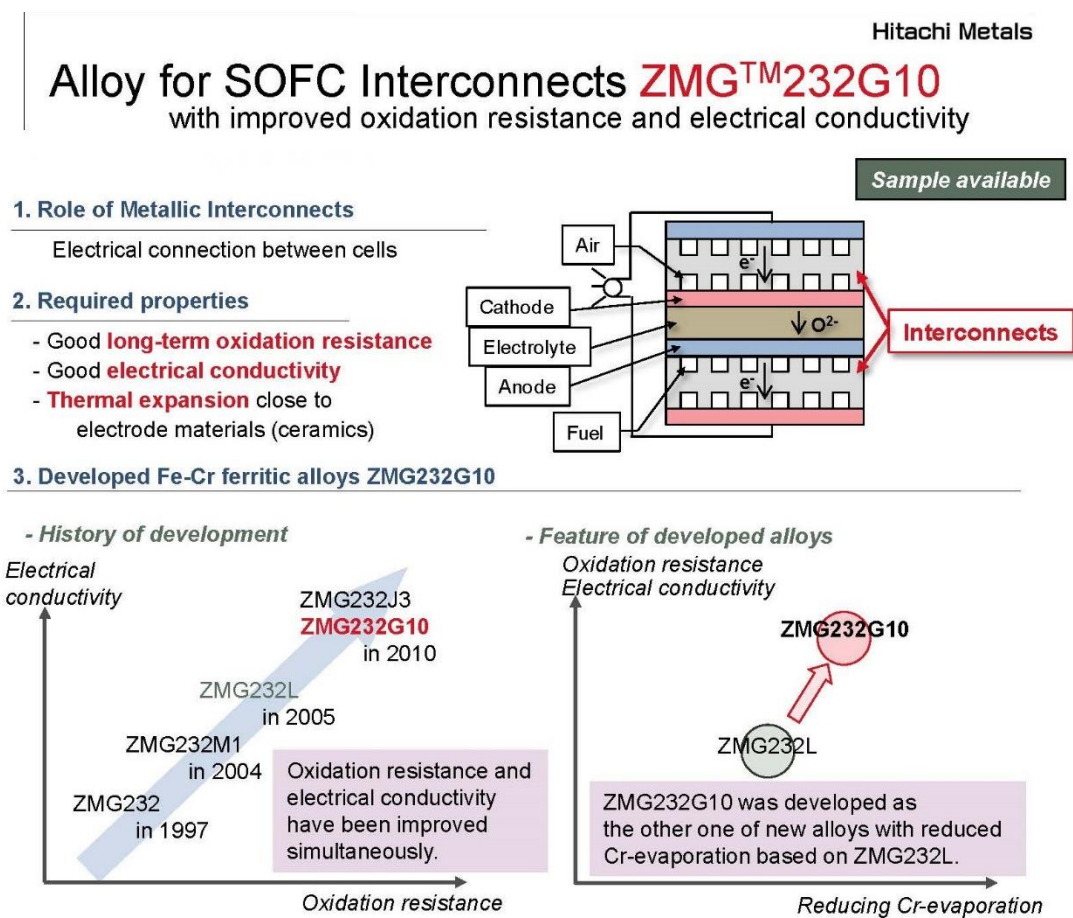 Hitachi Metals
Alloy for SOFC Interconnects ZMG™232G10
with improved oxidation resistance and electrical conductivity
Sample available
1. Role of Metallic Interconnects
Electrical connection between cells
2. Required properties
- Good long-term oxidation resistance
- Good electrical conductivity
- Thermal expansion close to
electrode materials (ceramics)
Air
Cathode
Electrolyte
Anode
Fuel
e-
O2-
e-
Interconnects
3. Developed Fe-Cr ferritic alloys ZMG232G10
- History of development
Electrical
conductivity
ZMG232J3
ZMG232G10
in 2010
ZMG232L
in 2005
ZMG232M1
in 2004
ZMG232
in 1997
Oxidation resistance and
electrical conductivity
have been improved
simultaneously.
Oxidation resistance
- Feature of developed alloys
Oxidation resistance
Electrical conductivity
ZMG232G10
ZMG232L
ZMG232G10 was developed as
the other one of new alloys with reduced
Cr-evaporation based on ZMG232L.
Reducing Cr-evaporation